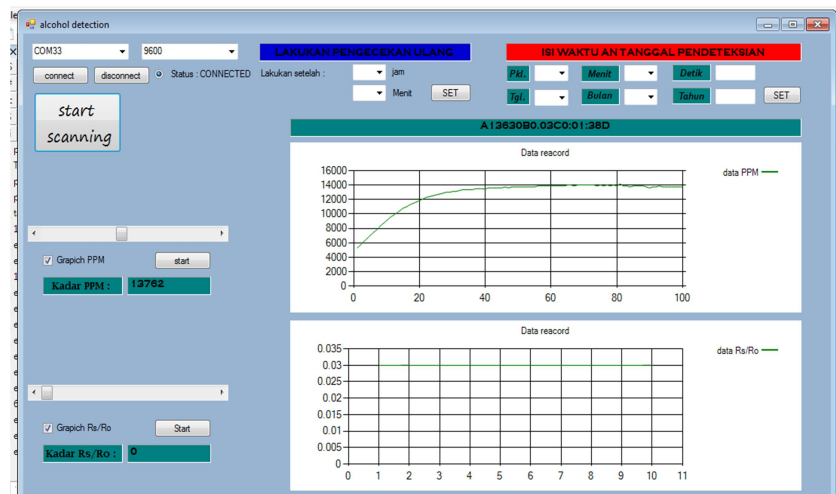 alcohol detection
COM33 9600
LAKUKAN PENGECEKAN ULANG
ISI WAKTU AN TANGGAL PENDETEKSIAN
connect disconnect Status : CONNECTED
Lakukan setelah : jam
Menit SET
Pkl. Menit Detik
Tgl. Bulan Tahun SET
start
scanning
A13630B0.03C0:01:38D
Data reacord
data PPM
16000
14000
12000
10000
8000
6000
4000
2000
0
0 20 40 60 80 100
Grapich PPM start
Kadar PPM : 13762
Data reacord
data Rs/Ro
0.035
0.03
0.025
0.02
0.015
0.01
0.005
0
0 1 2 3 4 5 6 7 8 9 10 11
Grapich Rs/Ro Start
Kadar Rs/Ro : 0